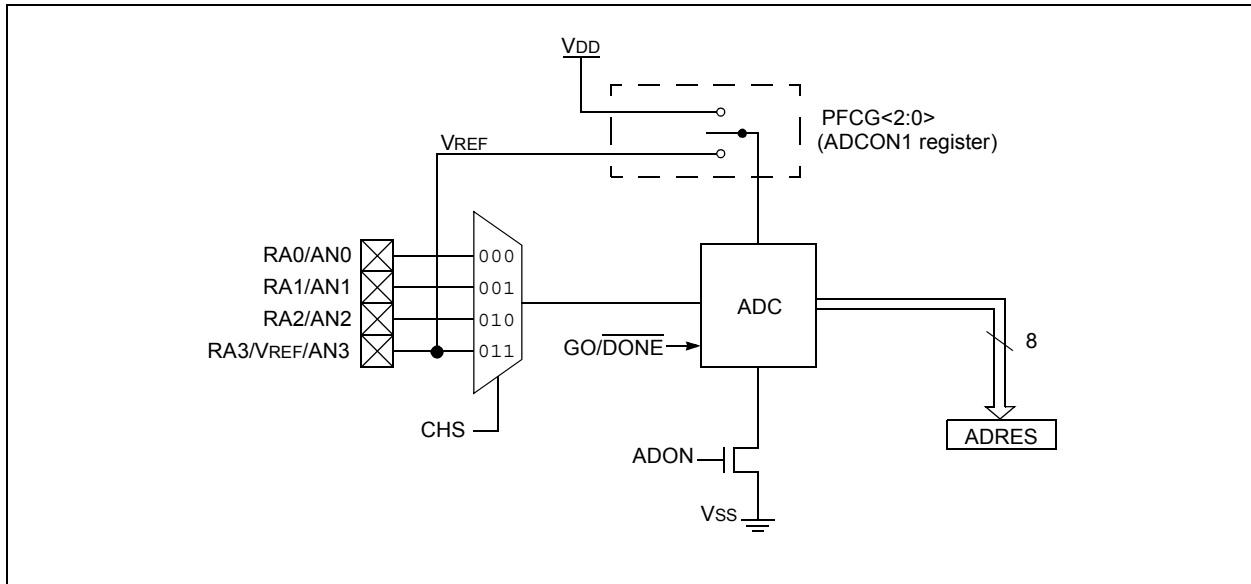 VDD
PFCG<2:0>
(ADCON1 register)
VREF
RA0/AN0
RA1/AN1
RA2/AN2
RA3/VREF/AN3
000
001
010
011
CHS
ADC
GO/DONE
8
ADRES
ADON
VSS